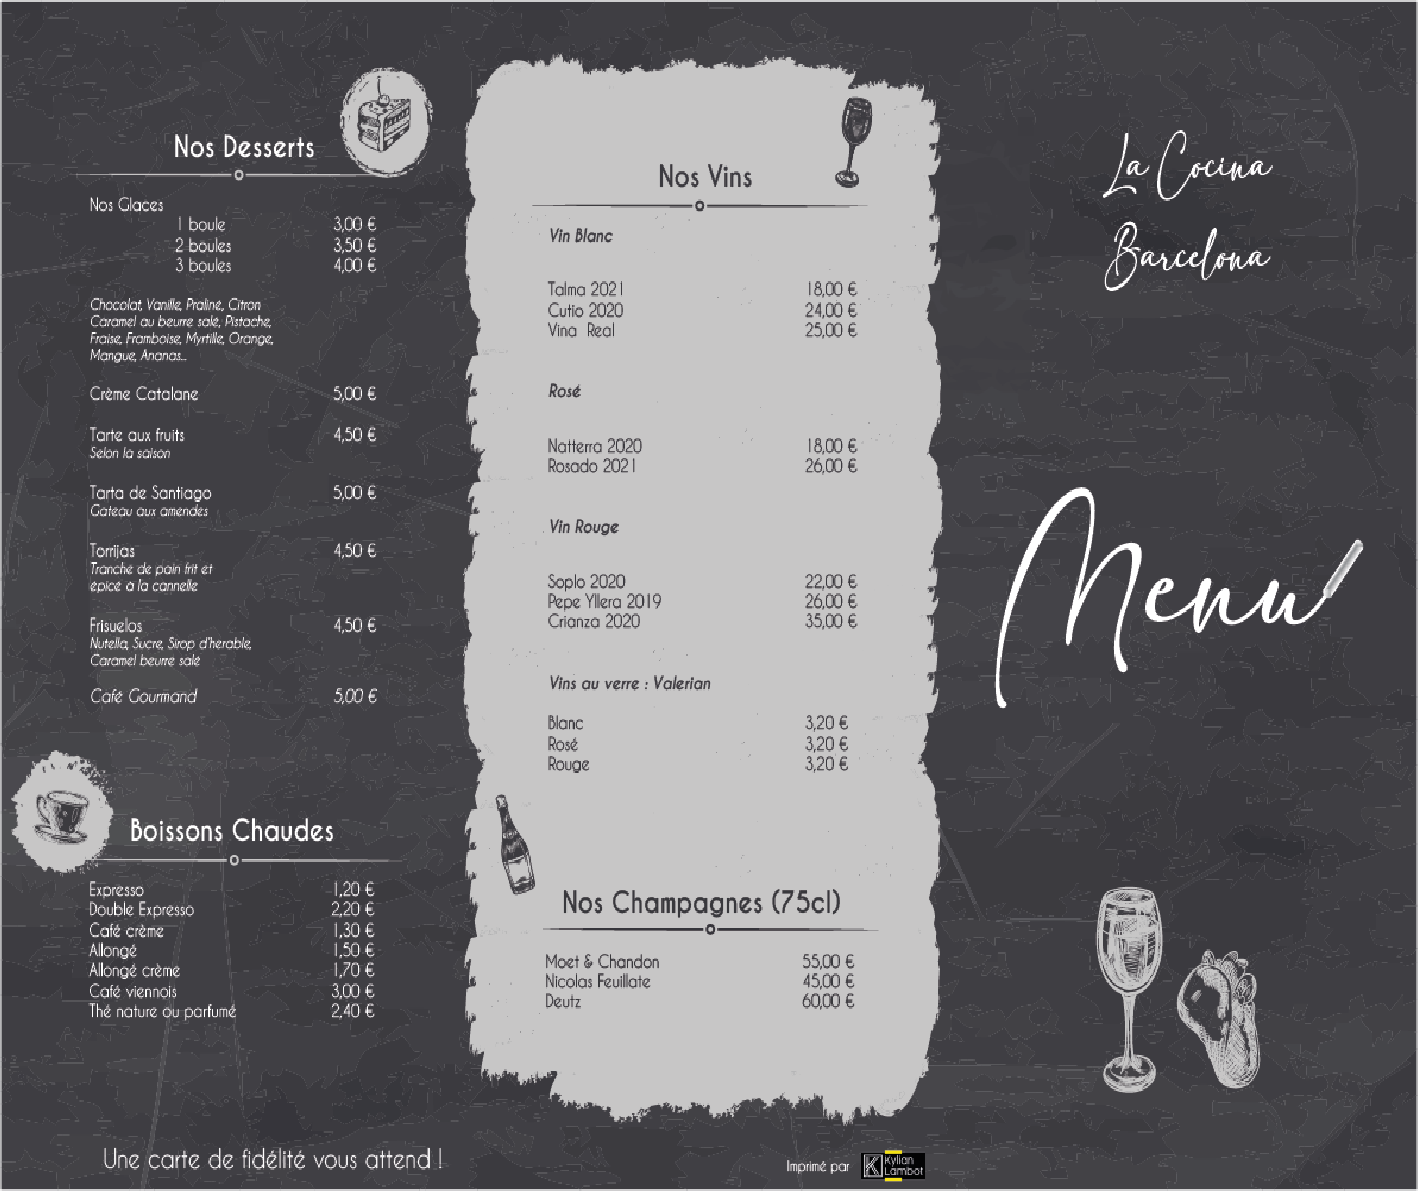 Nos Desserts
Nos Glaces
1 boule 3,00 €
2 boules 3,50 €
3 boules 4,00 €
Chocolat, Vanille, Praline, Citron
Caramel au beurre sale, Pistache,
Fraise, Framboise, Myrtille, Orange,
Mangue, Ananas...
Crème Catalane 5,00 €
Tarte aux fruits 4,50 €
Selon la saison
Tarta de Santiago 5,00 €
Gateau aux amendes
Torrijas 4,50 €
Tranche de pain frit et
epice a la cannelle
Frisuelos 4,50 €
Nutella, Sucre, Sirop d'herable,
Caramel beurre sale
Café Gourmand 5,00 €
Boissons Chaudes
Expresso 1,20 €
Double Expresso 2,20 €
Café crème 1,30 €
Allongé 1,50 €
Allongé crème 1,70 €
Café viennois 3,00 €
Thé nature ou parfumé 2,40 €
Une carte de fidélité vous attend !
Nos Vins
Vin Blanc
Talma 2021 18,00 €
Cutio 2020 24,00 €
Vina Real 25,00 €
Rosé
Natterra 2020 18,00 €
Rosado 2021 26,00 €
Vin Rouge
Soplo 2020 22,00 €
Pepe Yllera 2019 26,00 €
Crianza 2020 35,00 €
Vins au verre : Valerian
Blanc 3,20 €
Rosé 3,20 €
Rouge 3,20 €
Nos Champagnes (75cl)
Moet & Chandon 55,00 €
Nicolas Feuillate 45,00 €
Deutz 60,00 €
Imprimé par
K Kylian
Lambot
La Cocina
Barcelona
Menu